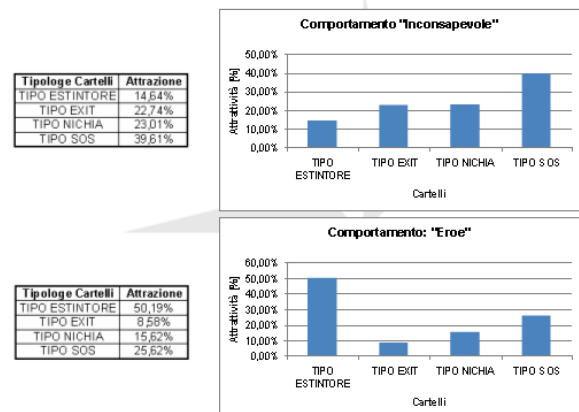 Comportamento "Inconsapevole"
Tipologe Cartelli Attrazione
TIPO ESTINTORE 14,64%
TIPO EXIT 22,74%
TIPO NICHIA 23,01%
TIPO SOS 39,61%
Attrattività [%]
50,00%
40,00%
30,00%
20,00%
10,00%
0,00%
TIPO ESTINTORE
TIPO EXIT
TIPO NICHIA
TIPO SOS
Cartelli
Comportamento: "Eroe"
Tipologe Cartelli Attrazione
TIPO ESTINTORE 50,19%
TIPO EXIT 8,58%
TIPO NICHIA 15,62%
TIPO SOS 25,62%
Attrattività [%]
60,00%
50,00%
40,00%
30,00%
20,00%
10,00%
0,00%
TIPO ESTINTORE
TIPO EXIT
TIPO NICHIA
TIPO SOS
Cartelli